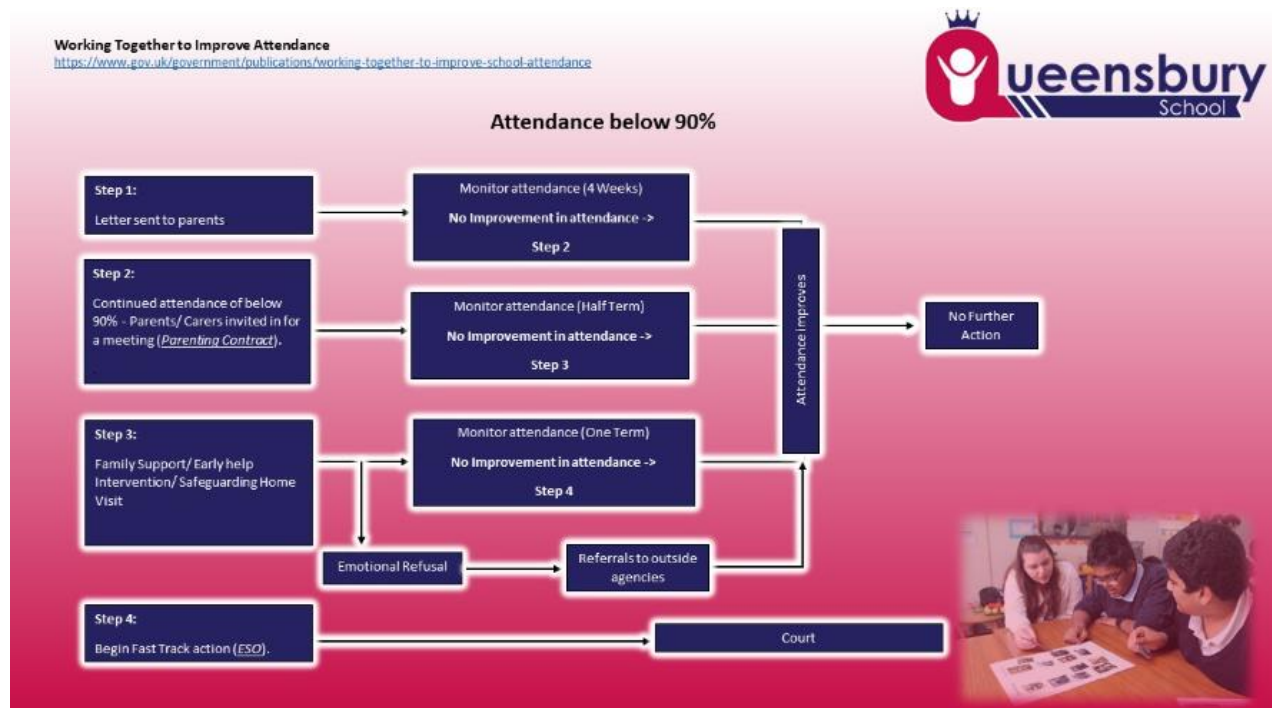 Working Together to Improve Attendance
https://www.gov.uk/government/publications/working-together-to-improve-school-attendance
Queensbury
School
Attendance below 90%
Step 1:
Letter sent to parents
Monitor attendance (4 Weeks)
No Improvement in attendance ->
Step 2
Step 2:
Continued attendance of below
90% - Parents/ Carers invited in for
a meeting (Parenting Contract).
Monitor attendance (Half Term)
No Improvement in attendance ->
Step 3
Attendance improves
No Further
Action
Step 3:
Family Support/ Early help
Intervention/ Safeguarding Home
Visit
Monitor attendance (One Term)
No Improvement in attendance ->
Step 4
Emotional Refusal
Referrals to outside
agencies
Step 4:
Begin Fast Track action (ESO).
Court